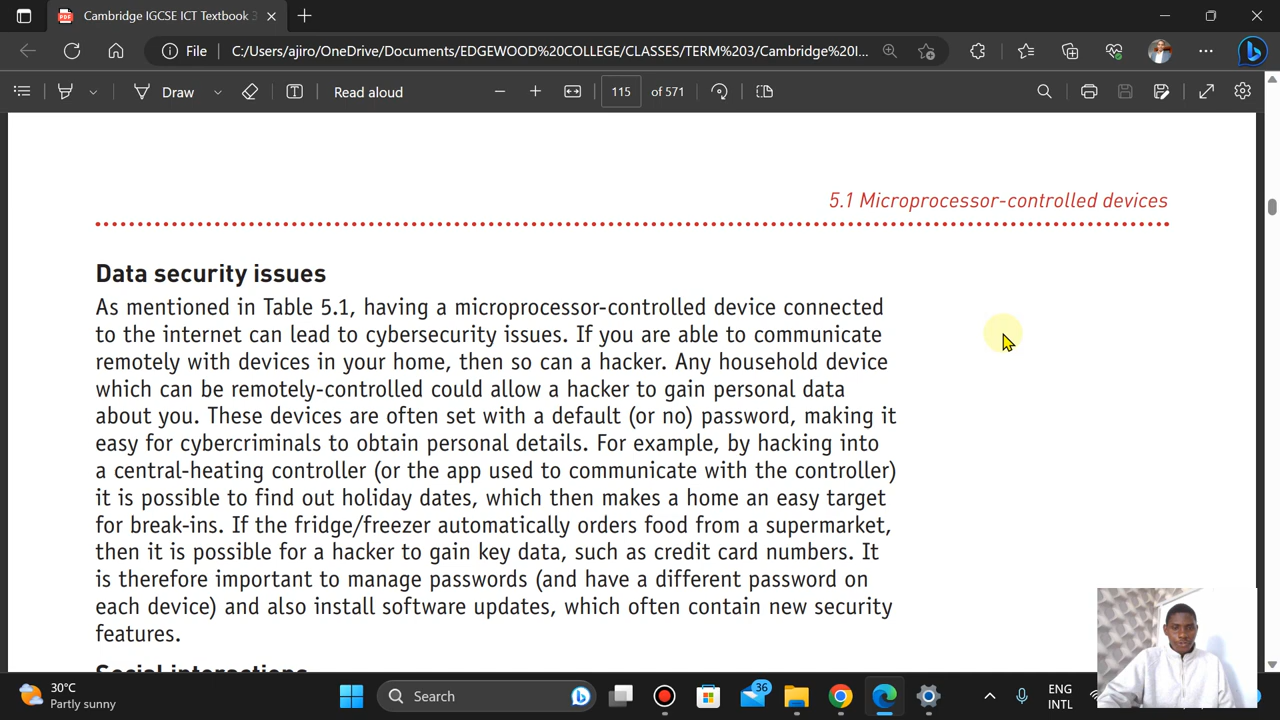 Cambridge IGCSE ICT Textbook 3
File
C:/Users/ajiro/OneDrive/Documents/EDGEWOOD%20COLLEGE/CLASSES/TERM%203/Cambridge%20I...
Draw
Read aloud
115 of 571
5.1 Microprocessor-controlled devices
Data security issues
As mentioned in Table 5.1, having a microprocessor-controlled device connected
to the internet can lead to cybersecurity issues. If you are able to communicate
remotely with devices in your home, then so can a hacker. Any household device
which can be remotely-controlled could allow a hacker to gain personal data
about you. These devices are often set with a default (or no) password, making it
easy for cybercriminals to obtain personal details. For example, by hacking into
a central-heating controller (or the app used to communicate with the controller)
it is possible to find out holiday dates, which then makes a home an easy target
for break-ins. If the fridge/freezer automatically orders food from a supermarket,
then it is possible for a hacker to gain key data, such as credit card numbers. It
is therefore important to manage passwords (and have a different password on
each device) and also install software updates, which often contain new security
features.
Social interactions
30°C
Partly sunny
Search
36
ENG
INTL